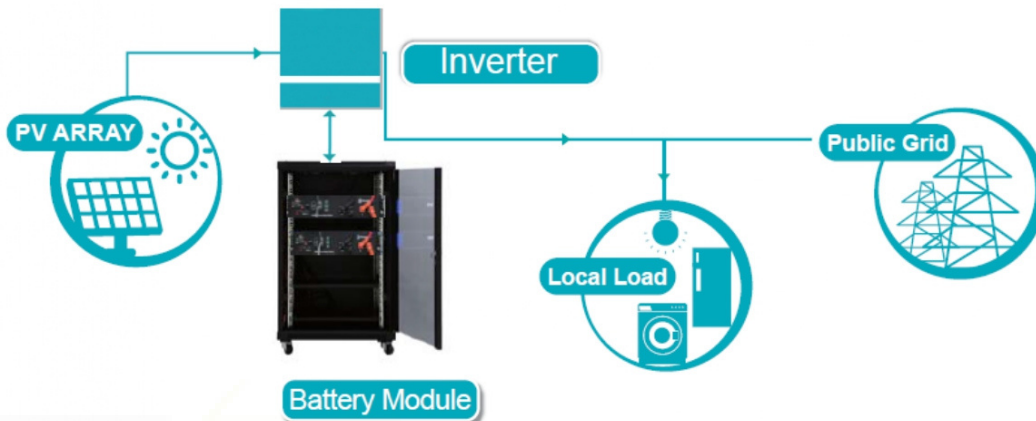 Inverter
PV ARRAY
Public Grid
Local Load
Battery Module